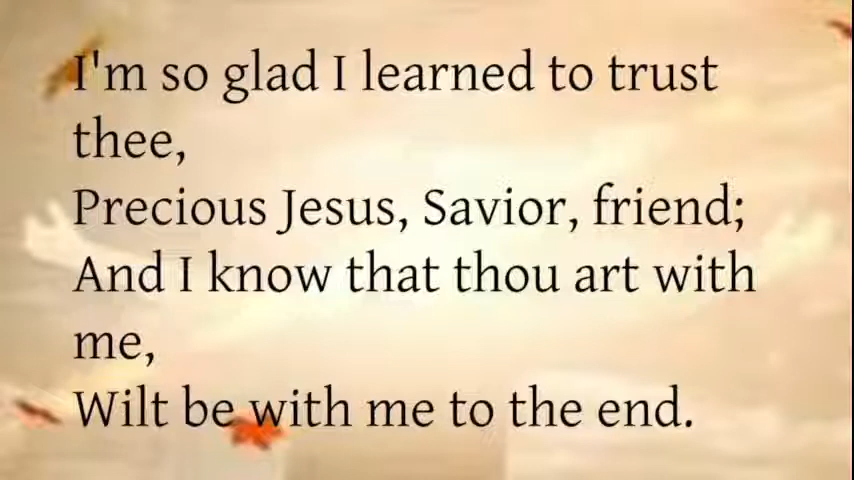 I'm so glad I learned to trust
thee,
Precious Jesus, Savior, friend;
And I know that thou art with
me,
Wilt be with me to the end.